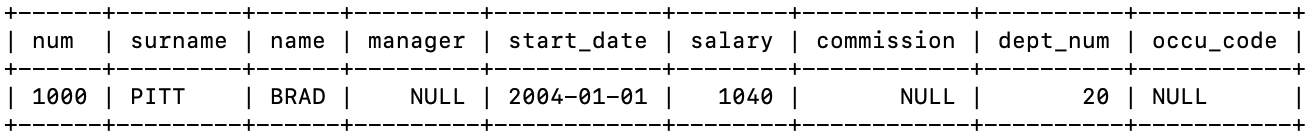 +------+---------+------+---------+------------+--------+------------+----------+-----------+
| num  | surname | name | manager | start_date | salary | commission | dept_num | occu_code |
+------+---------+------+---------+------------+--------+------------+----------+-----------+
| 1000 | PITT    | BRAD |    NULL | 2004-01-01 |   1040 |       NULL |       20 | NULL      |
+------+---------+------+---------+------------+--------+------------+----------+-----------+